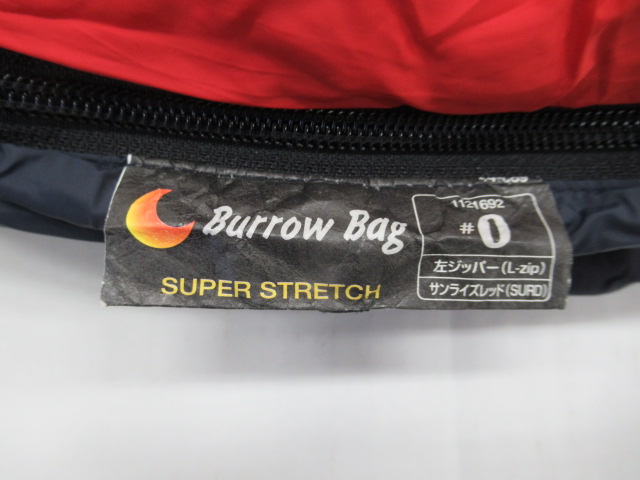 Burrow Bag
SUPER STRETCH
1121692
#0
左ジッパー(L-zip)
サンライズレッド(SURD)